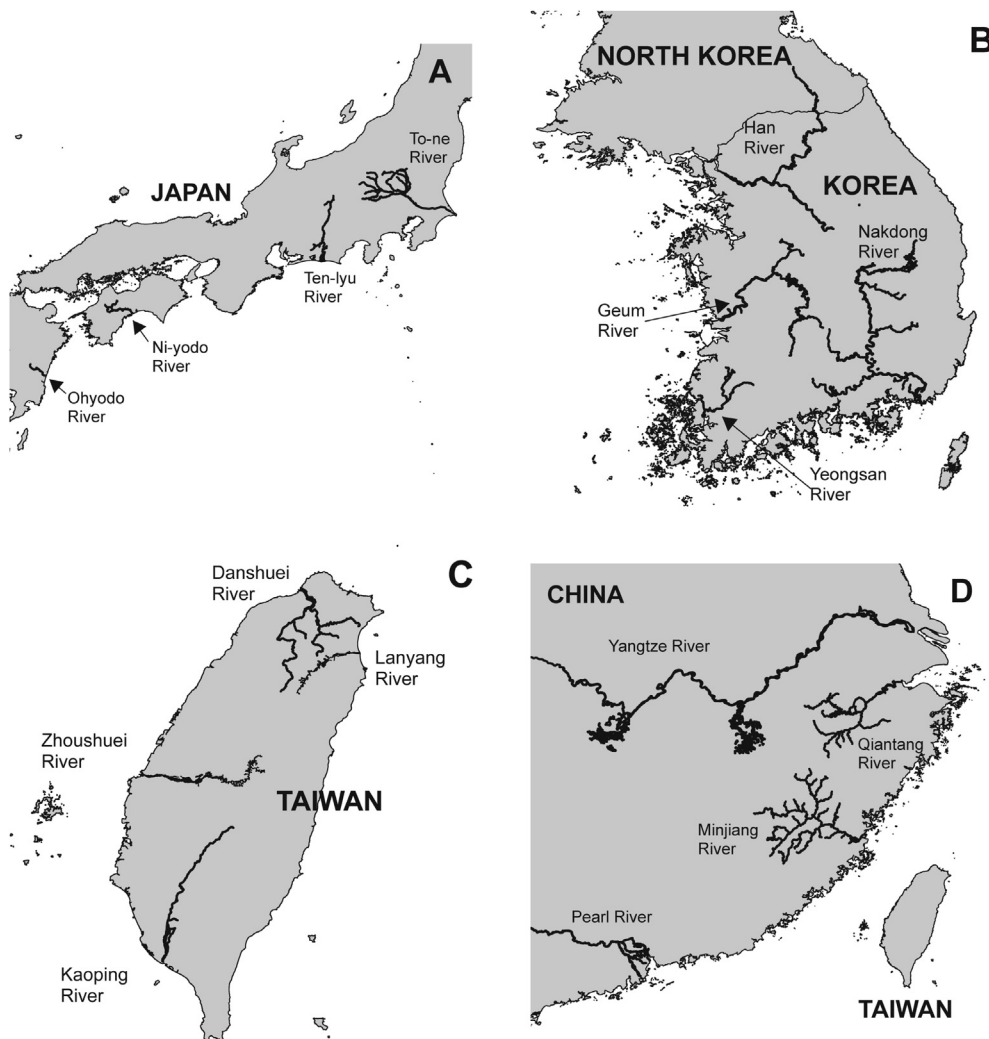 A
To-ne
River
JAPAN
Ten-lyu
River
Ni-yodo
River
Ohyodo
River
B
NORTH KOREA
Han
River
KOREA
Nakdong
River
Geum
River
Yeongsan
River
C
Danshuei
River
Lanyang
River
Zhoushuei
River
TAIWAN
Kaoping
River
D
CHINA
Yangtze River
Qiantang
River
Minjiang
River
Pearl River
TAIWAN